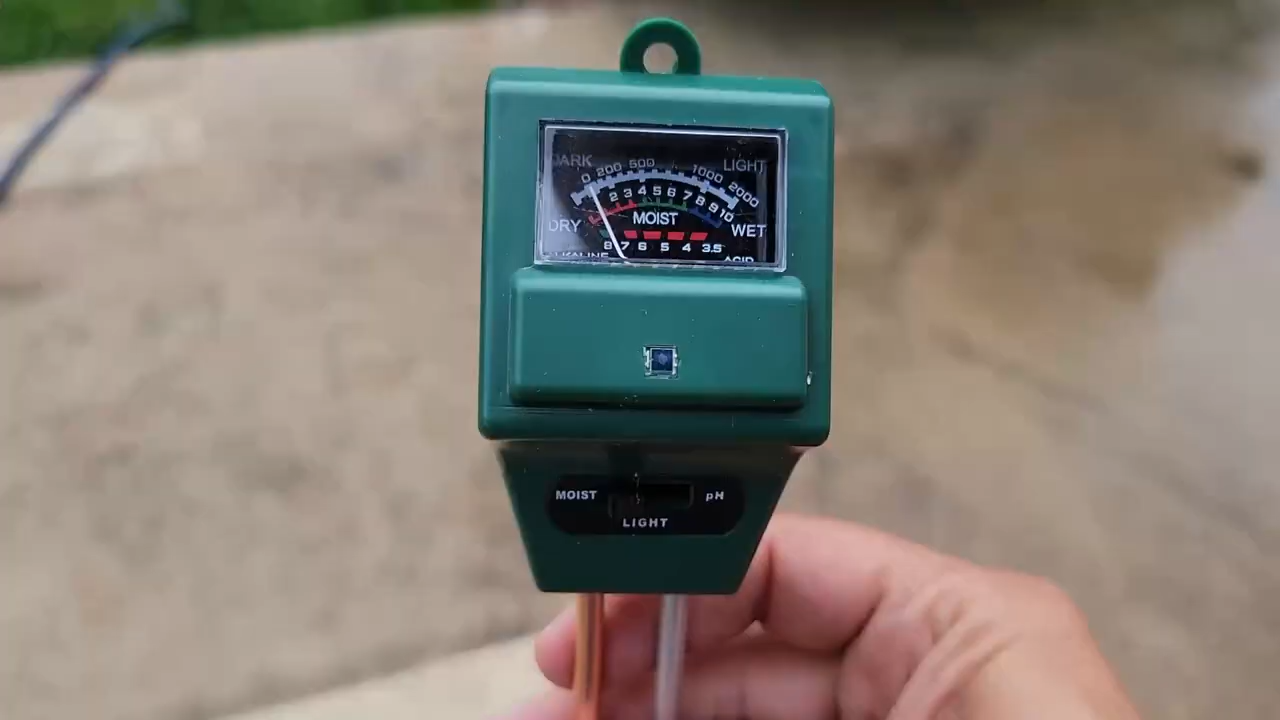 DARK LIGHT
0 200 500 1000 2000
2 3 4 5 6 7 8 9 10
DRY MOIST WET
8 7 6 5 4 3.5
ALKALINE ACID
MOIST pH
LIGHT